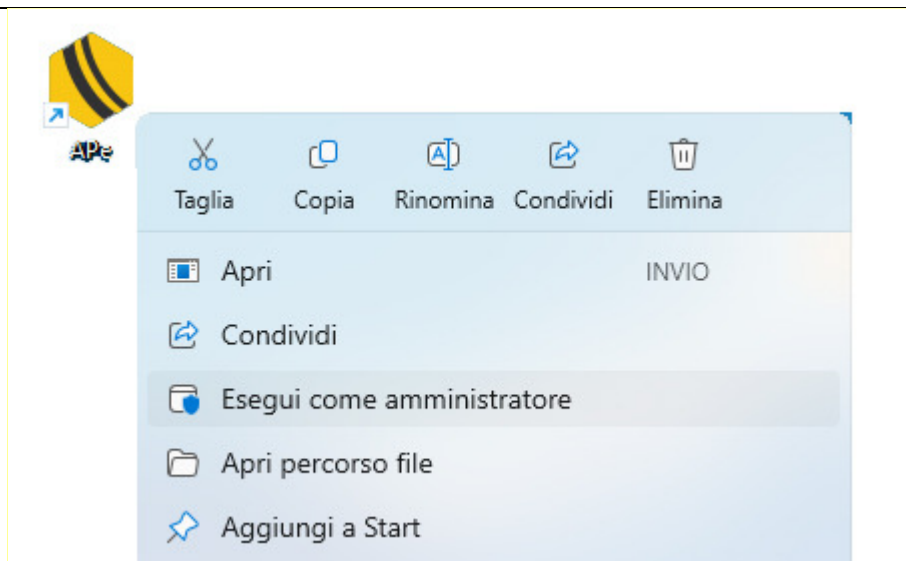 APe
Taglia Copia Rinomina Condividi Elimina
Apri INVIO
Condividi
Esegui come amministratore
Apri percorso file
Aggiungi a Start